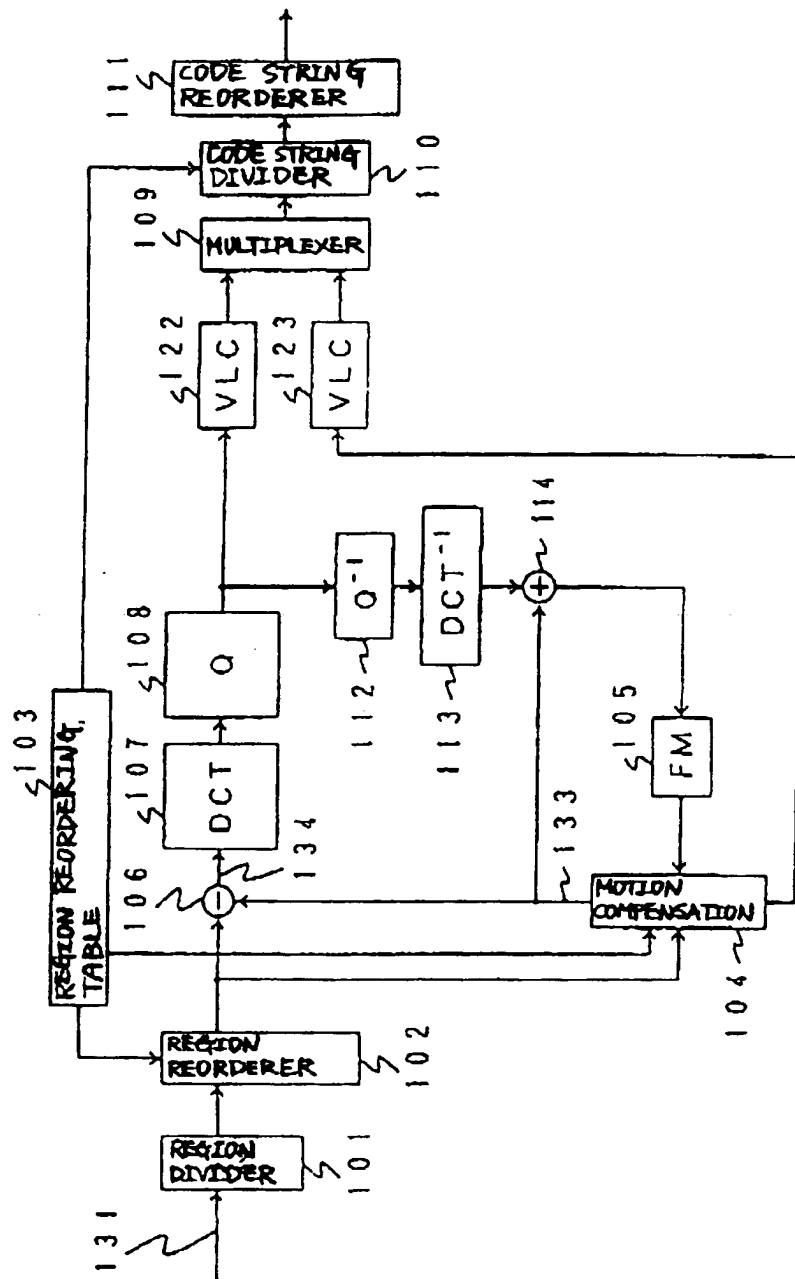 131
REGION
DIVIDER
101
REGION
REORDERER
102
REGION REORDERING
TABLE
103
106
134
DCT
107
Q
108
Q⁻¹
112
DCT⁻¹
113
+
114
FM
105
MOTION
COMPENSATION
104
133
VLC
122
VLC
123
MULTIPLEXER
109
CODE STRING
DIVIDER
110
CODE STRING
REORDERER
111